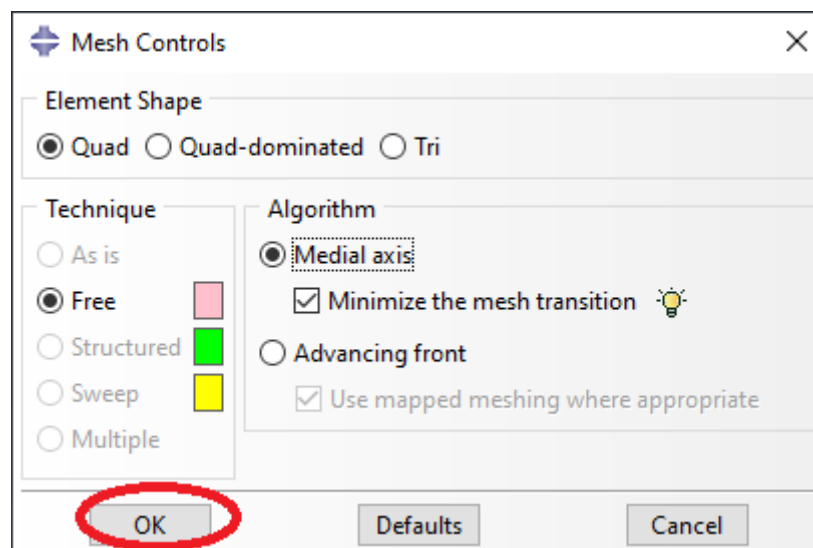 Mesh Controls
Element Shape
Quad Quad-dominated Tri
Technique
As is
Free
Structured
Sweep
Multiple
Algorithm
Medial axis
Minimize the mesh transition
Advancing front
Use mapped meshing where appropriate
OK Defaults Cancel